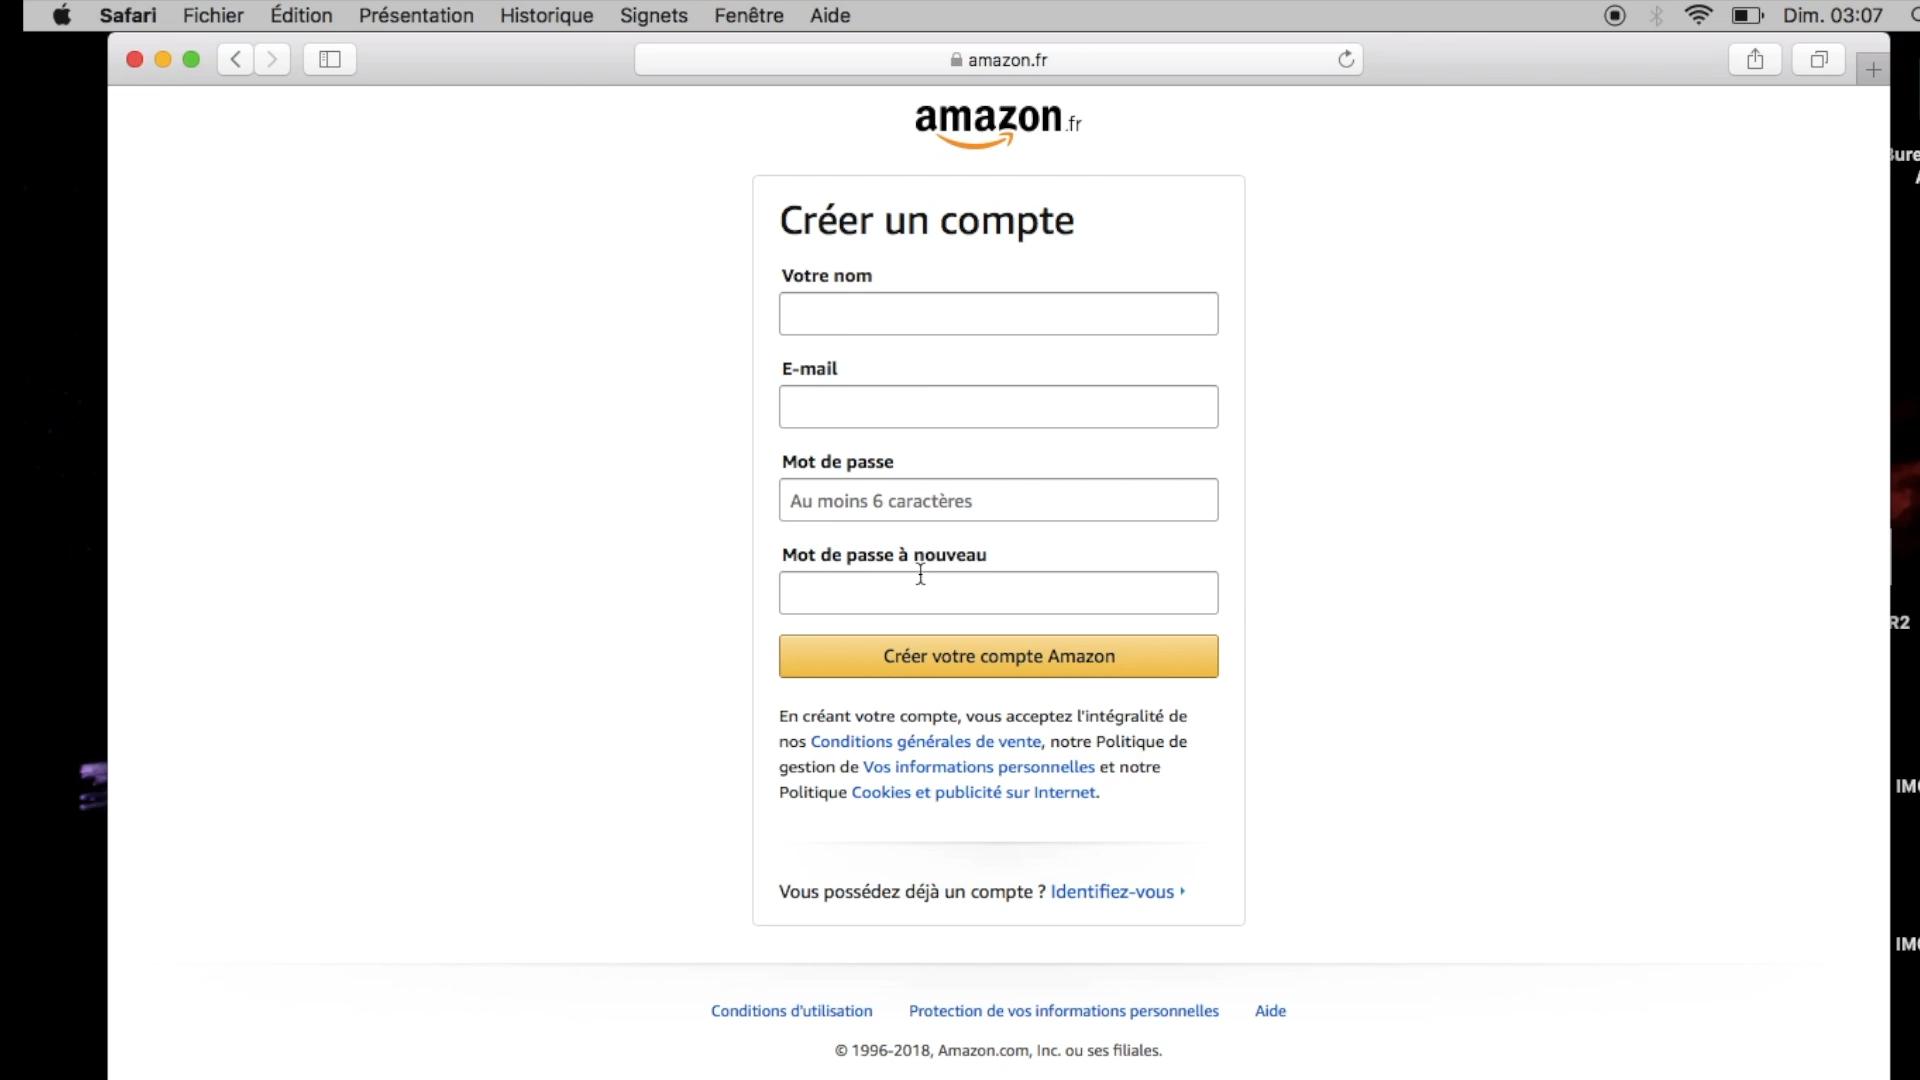 Safari Fichier Édition Présentation Historique Signets Fenêtre Aide Dim. 03:07
amazon.fr
amazon.fr
Créer un compte
Votre nom
E-mail
Mot de passe
Au moins 6 caractères
Mot de passe à nouveau
Créer votre compte Amazon
En créant votre compte, vous acceptez l'intégralité de
nos Conditions générales de vente, notre Politique de
gestion de Vos informations personnelles et notre
Politique Cookies et publicité sur Internet.
Vous possédez déjà un compte ? Identifiez-vous
Conditions d'utilisation Protection de vos informations personnelles Aide
© 1996-2018, Amazon.com, Inc. ou ses filiales.
R2